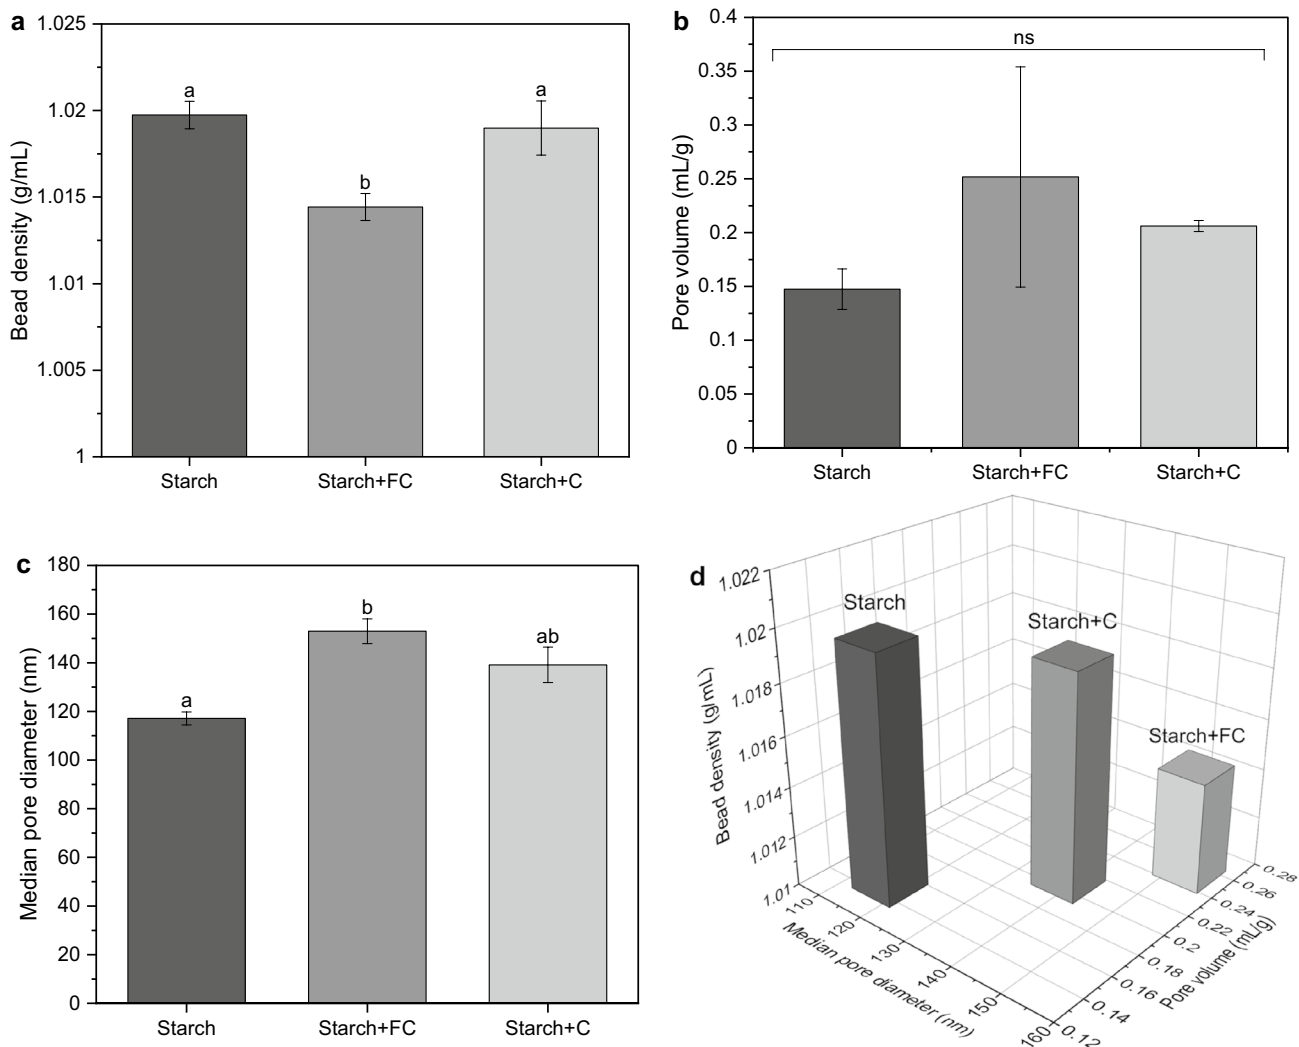 a
1.025
1.02
1.015
1.01
1.005
1
Bead density (g/mL)
a
b
a
Starch
Starch+FC
Starch+C
b
0.4
0.35
0.3
0.25
0.2
0.15
0.1
0.05
0
Pore volume (mL/g)
ns
Starch
Starch+FC
Starch+C
c
180
160
140
120
100
80
60
40
20
0
Median pore diameter (nm)
a
b
ab
Starch
Starch+FC
Starch+C
d
1.022
1.02
1.018
1.016
1.014
1.012
1.01
Bead density (g/mL)
Starch
Starch+C
Starch+FC
110
120
130
140
150
160
Median pore diameter (nm)
0.28
0.26
0.24
0.22
0.2
0.18
0.16
0.14
0.12
Pore volume (mL/g)